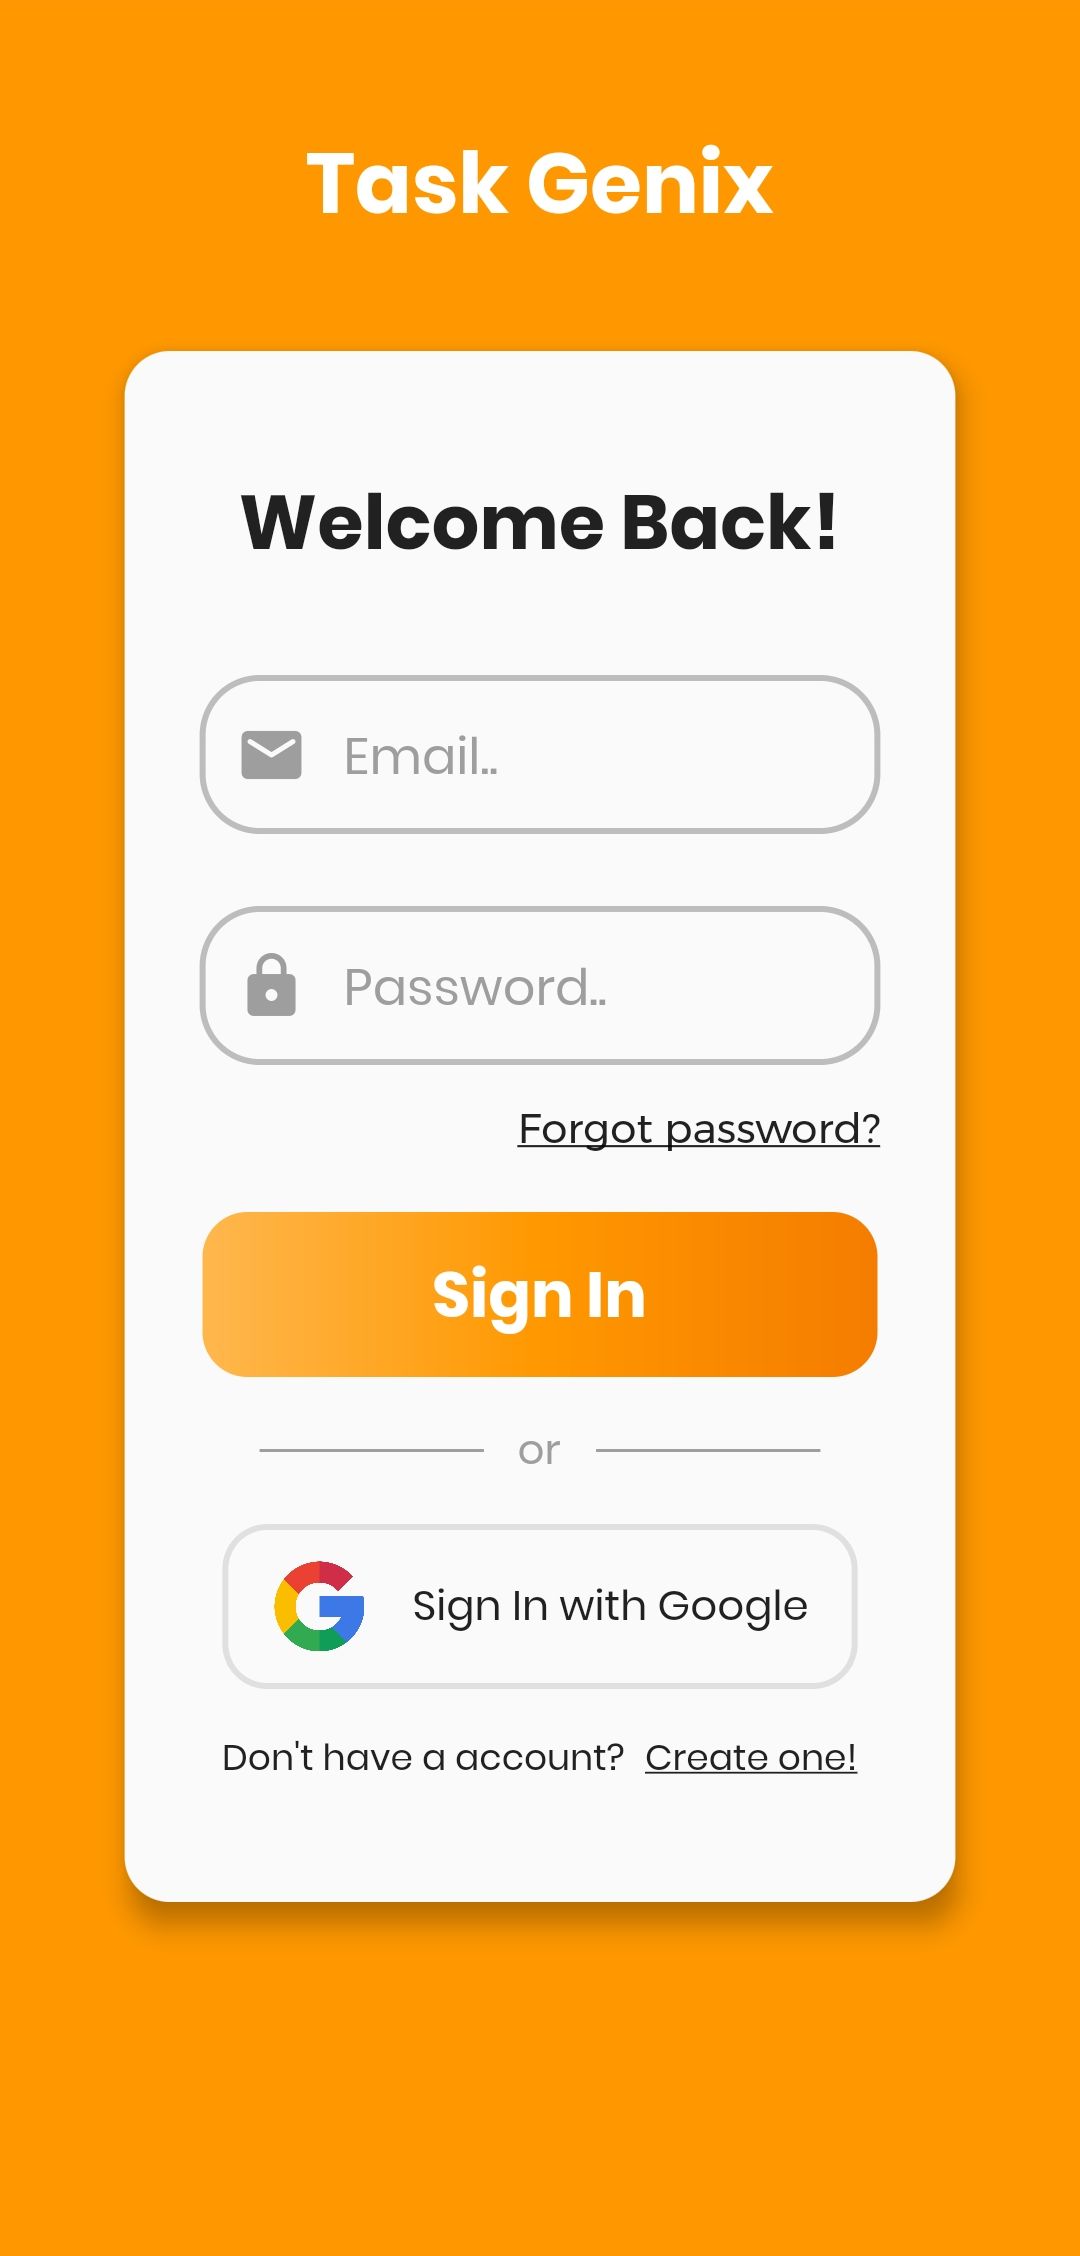 Task Genix
Welcome Back!
Email..
Password..
Forgot password?
Sign In
or
Sign In with Google
Don't have a account? Create one!